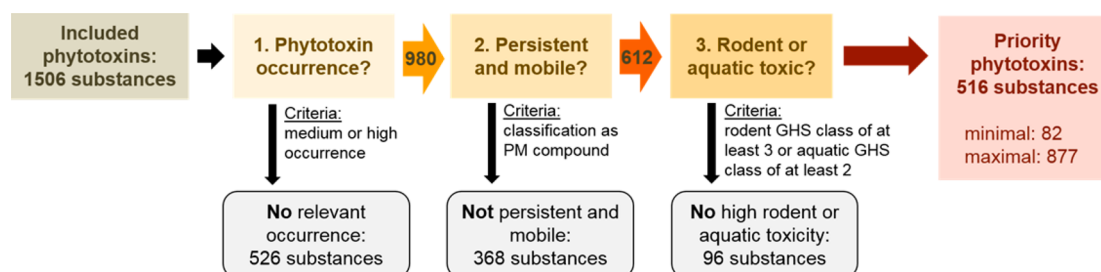 Included
phytotoxins:
1506 substances
1. Phytotoxin
occurrence?
980
2. Persistent
and mobile?
612
3. Rodent or
aquatic toxic?
Priority
phytotoxins:
516 substances
minimal: 82
maximal: 877
Criteria:
medium or high
occurrence
Criteria:
classification as
PM compound
Criteria:
rodent GHS class of at
least 3 or aquatic GHS
class of at least 2
No relevant
occurrence:
526 substances
Not persistent and
mobile:
368 substances
No high rodent or
aquatic toxicity:
96 substances